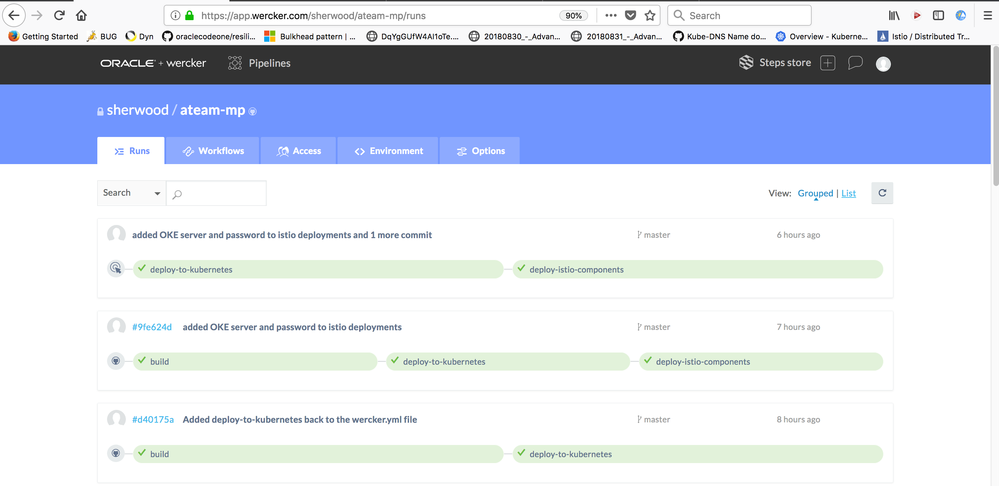 https://app.wercker.com/sherwood/ateam-mp/runs 90% Search
Getting Started BUG Dyn oraclecodeone/resili... Bulkhead pattern | ... DqYgGUfW4AI1oTe.... 20180830_-_Advan... 20180831_-_Advan... Kube-DNS Name do... Overview - Kuberne... Istio / Distributed Tr...
ORACLE + wercker Pipelines Steps store
sherwood / ateam-mp
Runs Workflows Access Environment Options
Search View: Grouped | List
added OKE server and password to istio deployments and 1 more commit master 6 hours ago
deploy-to-kubernetes deploy-istio-components
#9fe624d added OKE server and password to istio deployments master 7 hours ago
build deploy-to-kubernetes deploy-istio-components
#d40175a Added deploy-to-kubernetes back to the wercker.yml file master 8 hours ago
build deploy-to-kubernetes